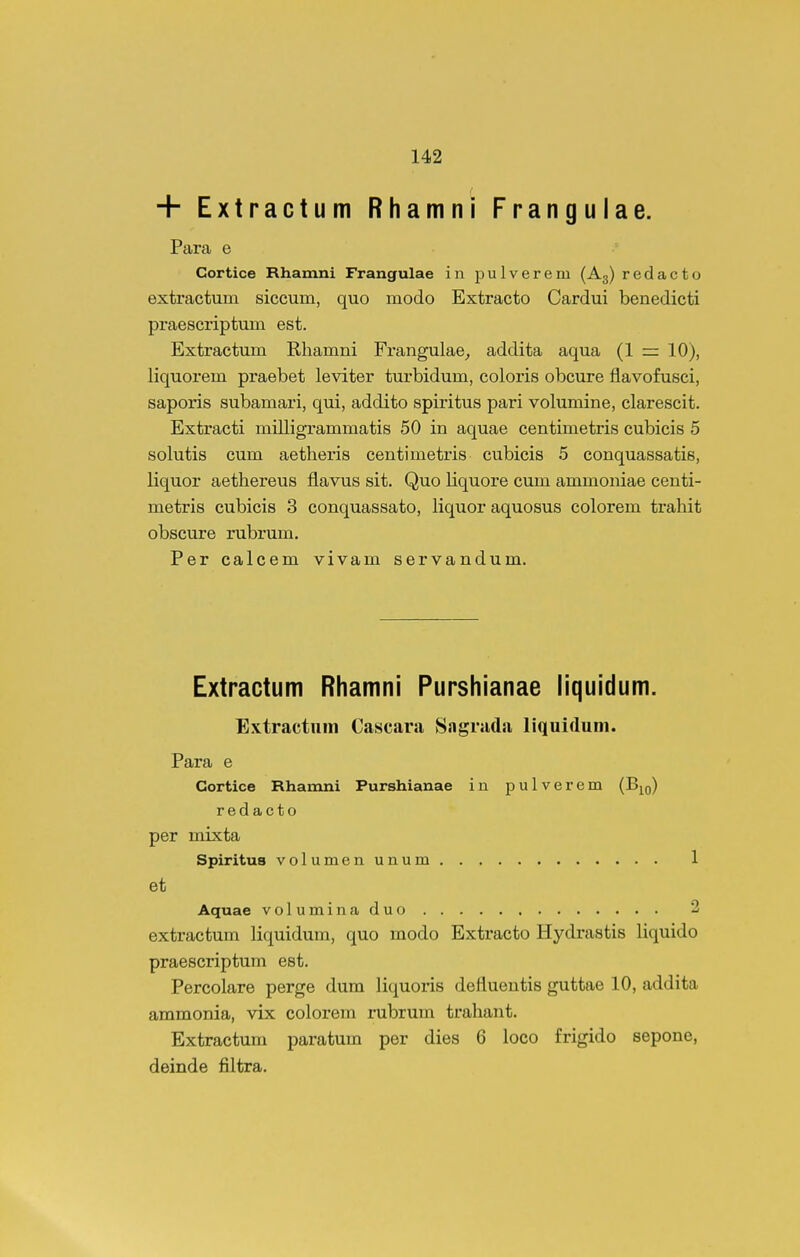 142
+ Extractum Rhamni Frangulae.
Para e
Cortice Rhamni Frangulae in pulverem (A₃) redacto
extractum siccum, quo modo Extracto Cardui benedicti
praescriptum est.
Extractum Rhamni Frangulae, addita aqua (1 = 10),
liquorem praebet leviter turbidum, coloris obcure flavofusci,
saporis subamari, qui, addito spiritus pari volumine, clarescit.
Extracti milligrammatis 50 in aquae centimetris cubicis 5
solutis cum aetheris centimetris cubicis 5 conquassatis,
liquor aethereus flavus sit. Quo liquore cum ammoniae centi-
metris cubicis 3 conquassato, liquor aquosus colorem trahit
obscure rubrum.
Per calcem vivam servandum.
Extractum Rhamni Purshianae liquidum.
Extractum Cascara Sagrada liquidum.
Para e
Cortice Rhamni Purshianae in pulverem (B₁₀)
redacto
per mixta
Spiritus volumen unum . . . . . . . . . . . . . 1
et
Aquae volumina duo . . . . . . . . . . . . . . 2
extractum liquidum, quo modo Extracto Hydrastis liquido
praescriptum est.
Percolare perge dum liquoris defluentis guttae 10, addita
ammonia, vix colorem rubrum trahant.
Extractum paratum per dies 6 loco frigido sepone,
deinde filtra.